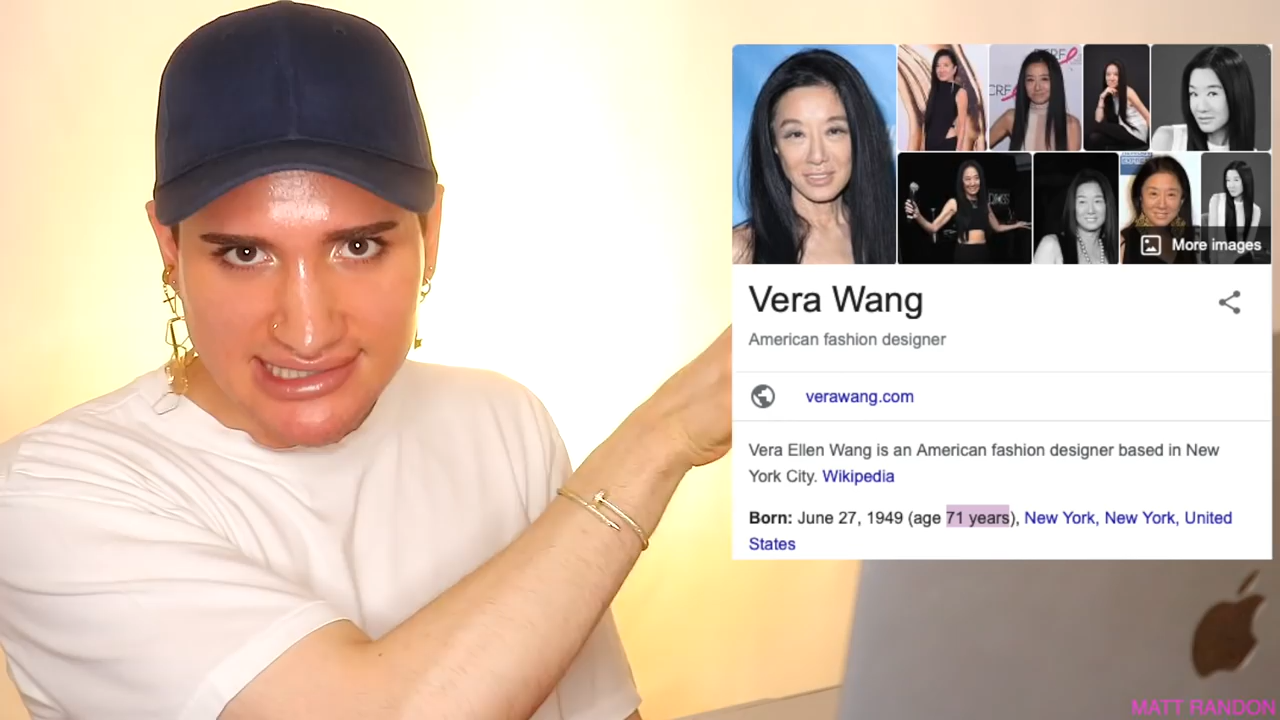 CRF
CRF
More images
Vera Wang
American fashion designer
verawang.com
Vera Ellen Wang is an American fashion designer based in New
York City. Wikipedia
Born: June 27, 1949 (age 71 years), New York, New York, United
States
MATT RANDON